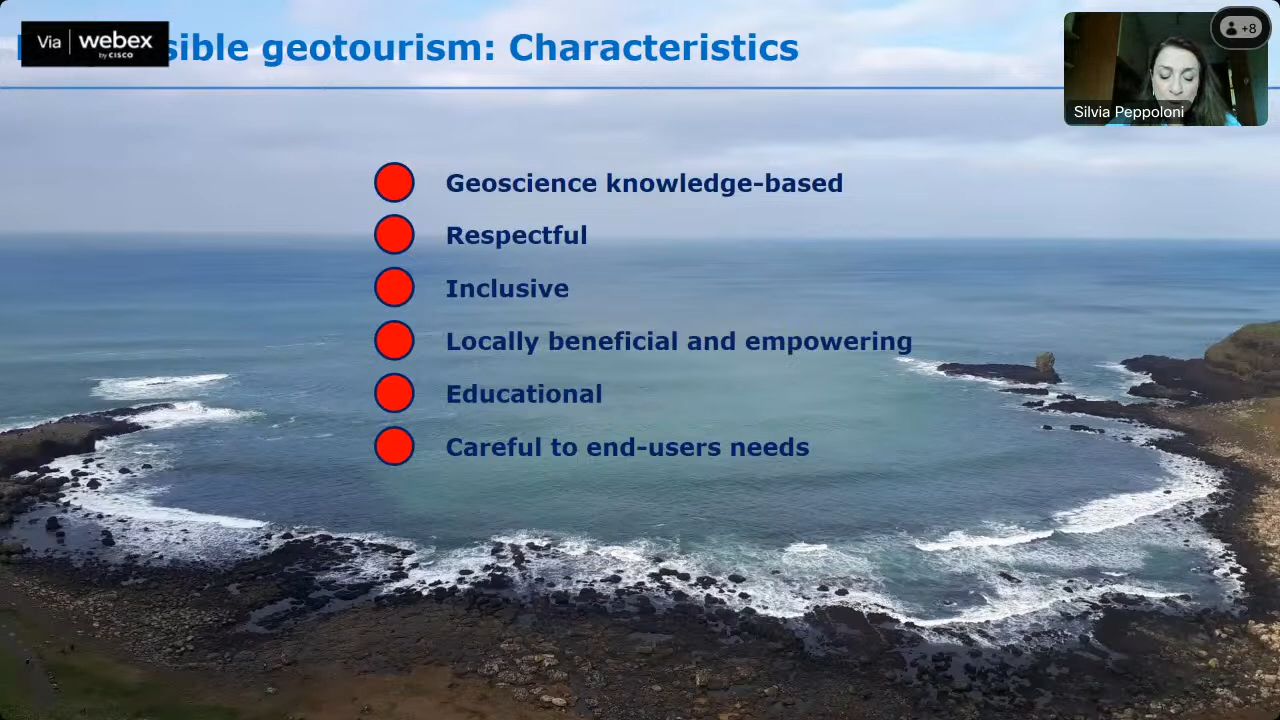 Via webex
by CISCO
sible geotourism: Characteristics
+8
Silvia Peppoloni
Geoscience knowledge-based
Respectful
Inclusive
Locally beneficial and empowering
Educational
Careful to end-users needs